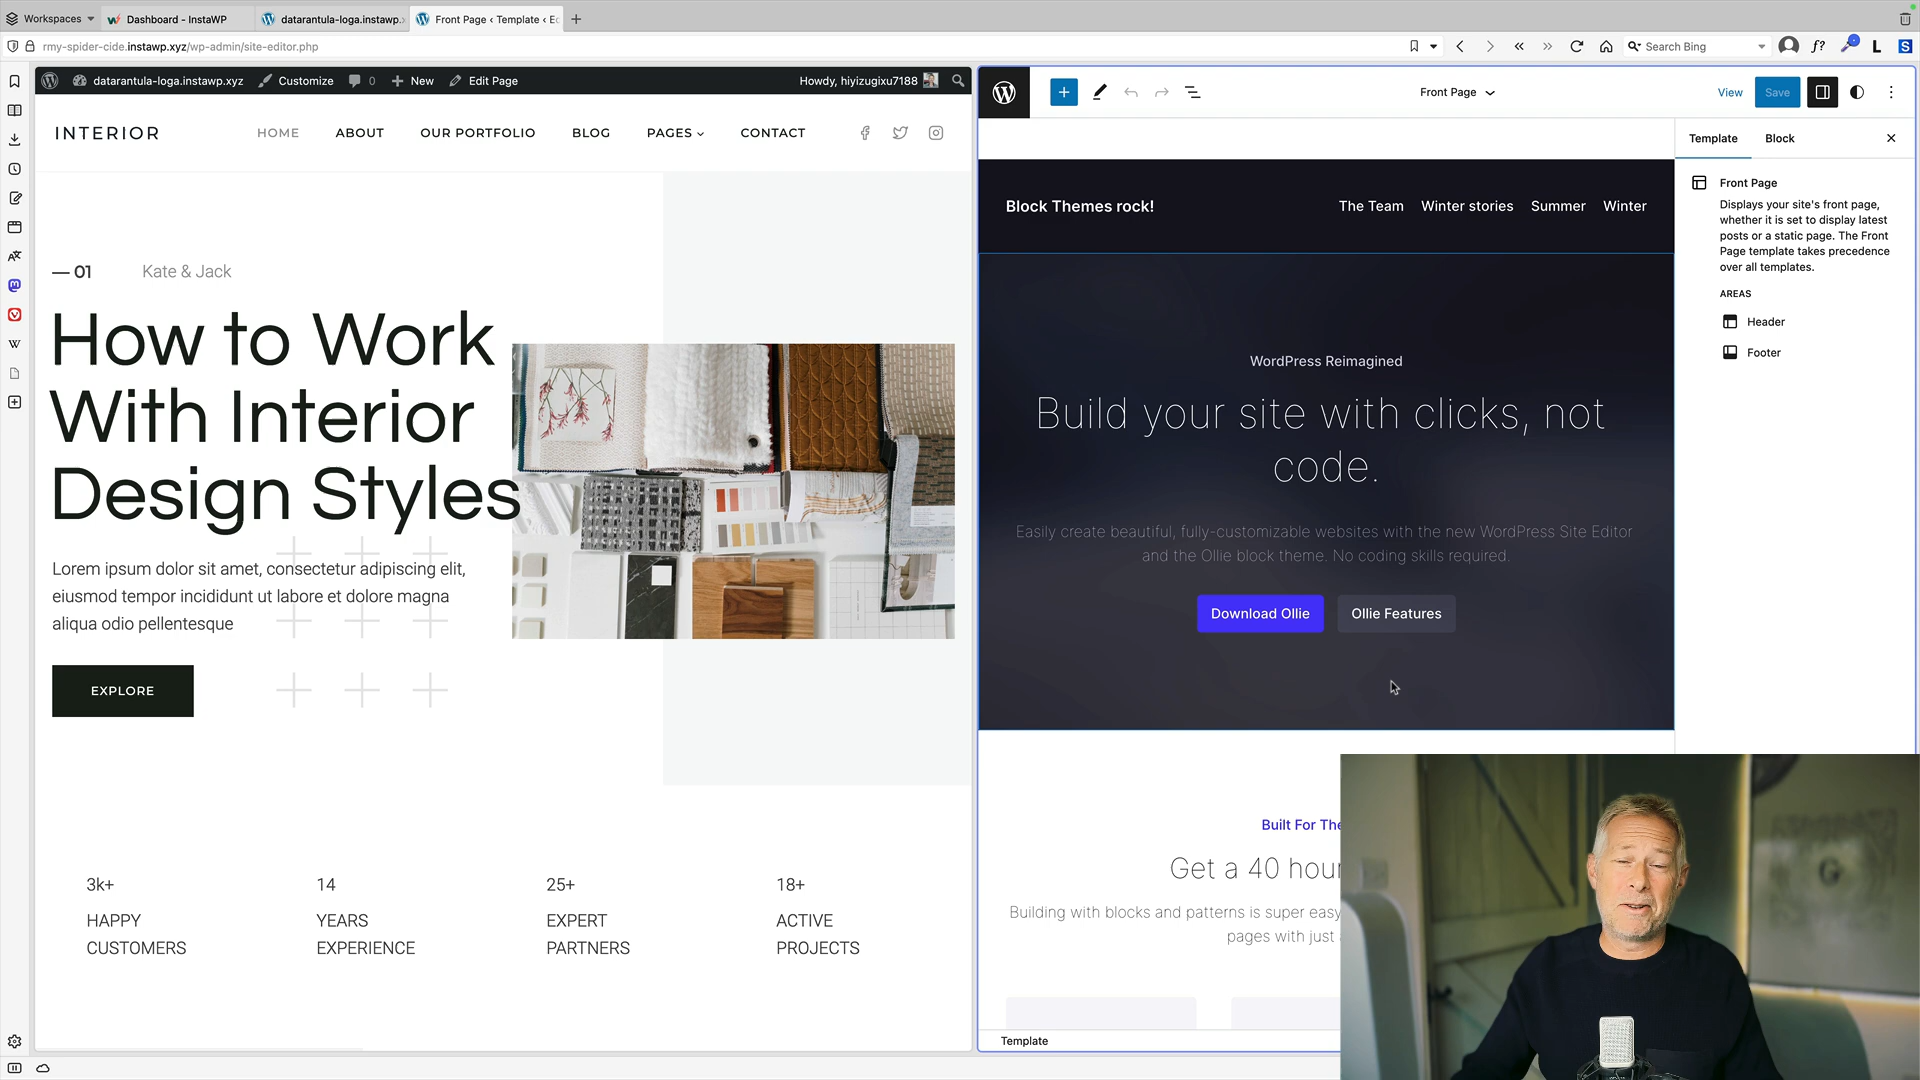 Workspaces
Dashboard - InstaWP
datarantula-loga.instawp.x
Front Page ‹ Template ‹ Ec
rmy-spider-cide.instawp.xyz/wp-admin/site-editor.php
Search Bing
datarantula-loga.instawp.xyz
Customize
0
New
Edit Page
Howdy, hiyizugixu7188
Front Page
View
Save
INTERIOR
HOME
ABOUT
OUR PORTFOLIO
BLOG
PAGES
CONTACT
— 01
Kate & Jack
How to Work
With Interior
Design Styles
Lorem ipsum dolor sit amet, consectetur adipiscing elit,
eiusmod tempor incididunt ut labore et dolore magna
aliqua odio pellentesque
EXPLORE
3k+
HAPPY
CUSTOMERS
14
YEARS
EXPERIENCE
25+
EXPERT
PARTNERS
18+
ACTIVE
PROJECTS
Block Themes rock!
The Team
Winter stories
Summer
Winter
WordPress Reimagined
Build your site with clicks, not
code.
Easily create beautiful, fully-customizable websites with the new WordPress Site Editor
and the Ollie block theme. No coding skills required.
Download Ollie
Ollie Features
Built For The
Get a 40 hour
Building with blocks and patterns is super easy
pages with just
Template
Template
Block
Front Page
Displays your site's front page,
whether it is set to display latest
posts or a static page. The Front
Page template takes precedence
over all templates.
AREAS
Header
Footer